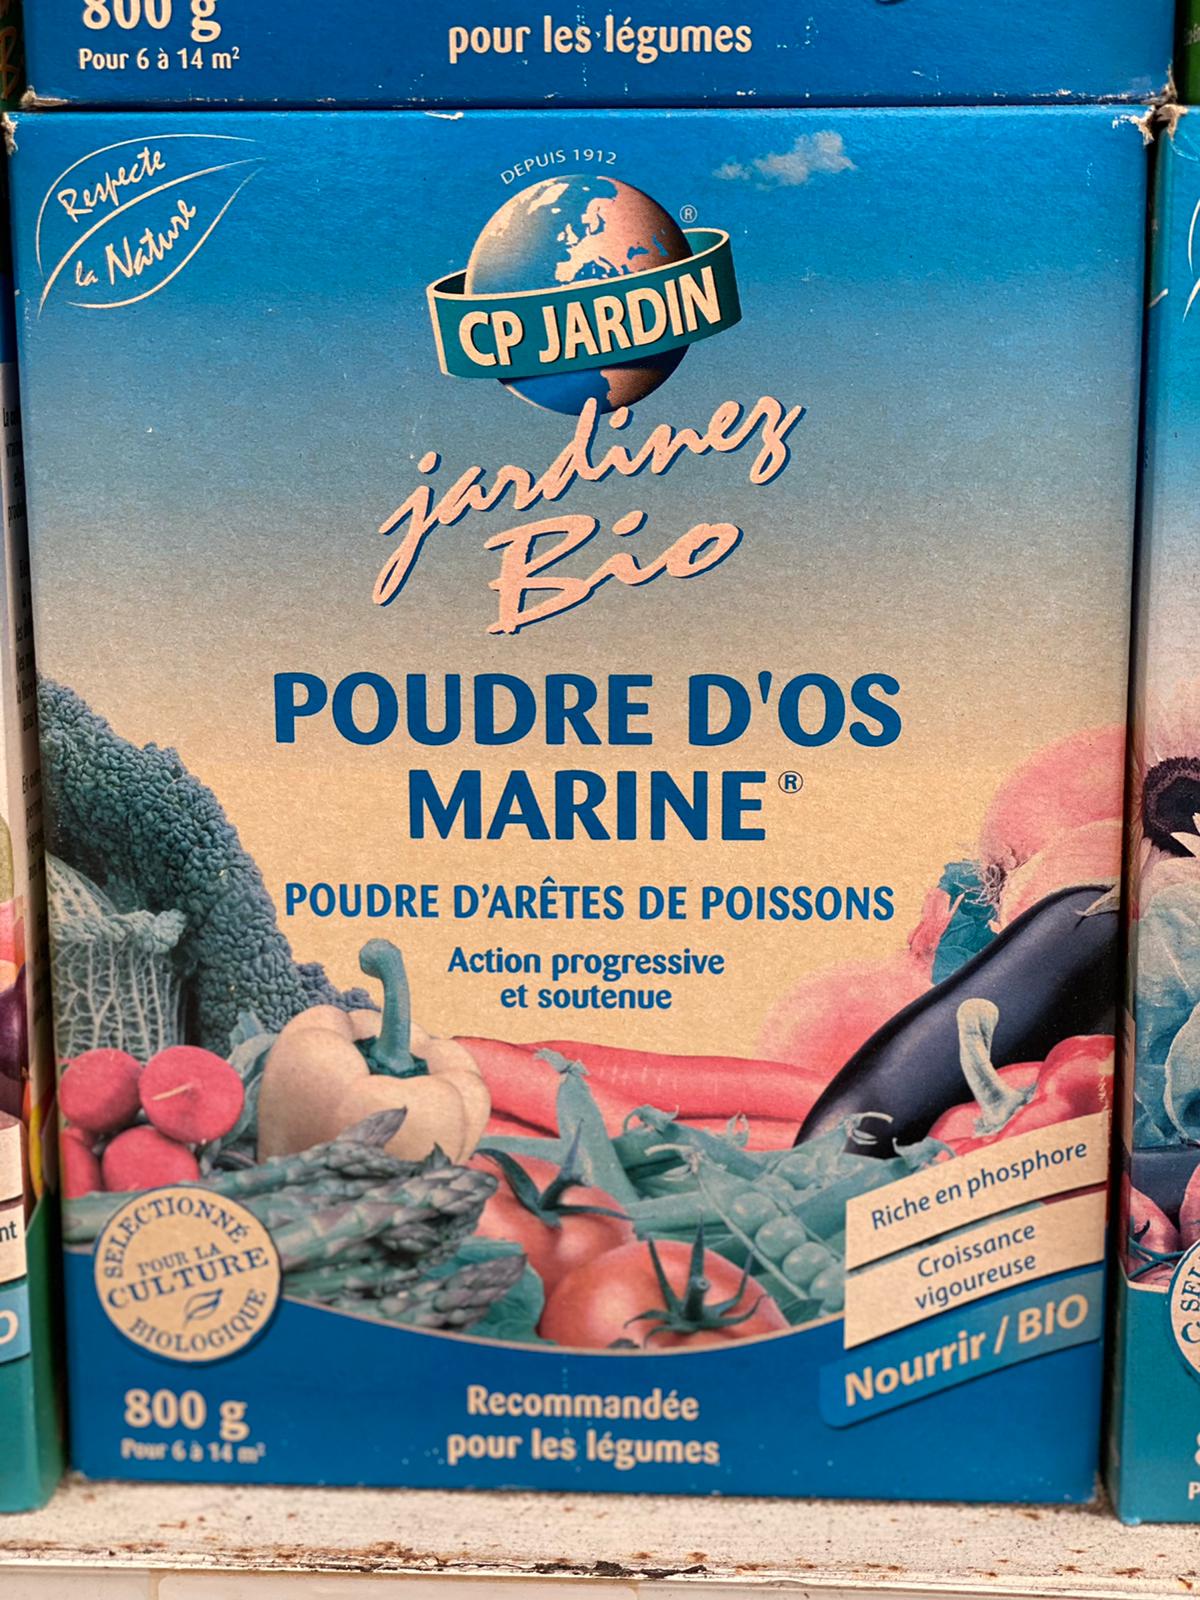 800 g
Pour 6 à 14 m²
pour les légumes
Respecte
la Nature
DEPUIS 1912
®
CP JARDIN
jardinez
Bio
POUDRE D'OS
MARINE®
POUDRE D'ARÊTES DE POISSONS
Action progressive
et soutenue
Riche en phosphore
Croissance
vigoureuse
Nourrir / BIO
SELECTIONNÉ
POUR LA
CULTURE
BIOLOGIQUE
800 g
Pour 6 à 14 m²
Recommandée
pour les légumes